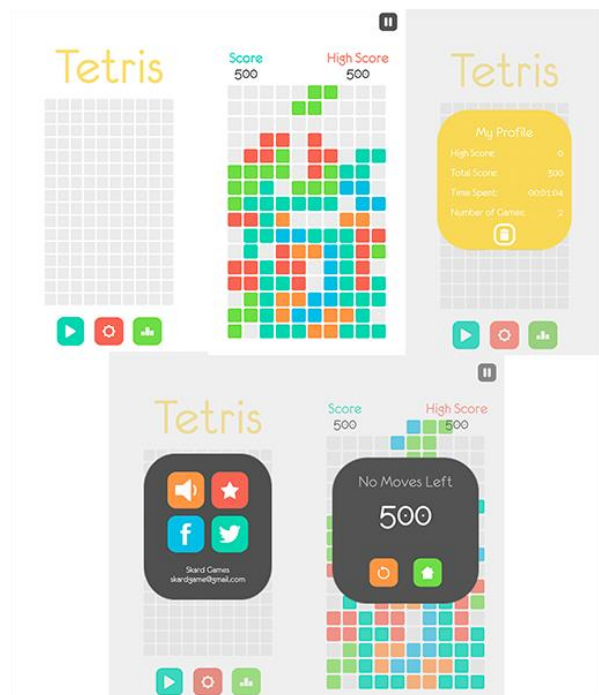 Tetris
Score High Score
500 500
Tetris
My Profile
High Score: 0
Total Score: 500
Time Spent: 00:01:04
Number of Games: 2
Tetris
f
Skard Games
skardgame@gmail.com
Score High Score
500 500
No Moves Left
500